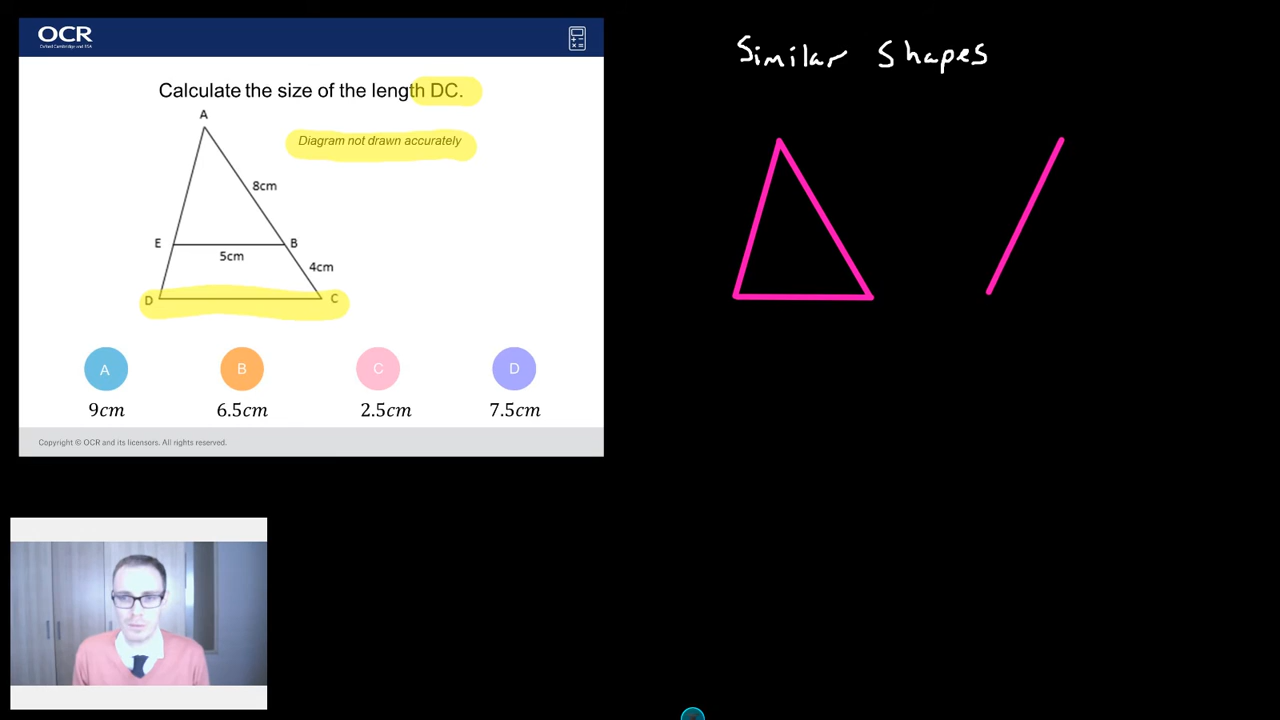 OCR
Oxford Cambridge and RSA
Calculate the size of the length DC.
Diagram not drawn accurately
A
8cm
E
B
5cm
4cm
D
C
A
B
C
D
9cm
6.5cm
2.5cm
7.5cm
Copyright © OCR and its licensors. All rights reserved.
Similar Shapes